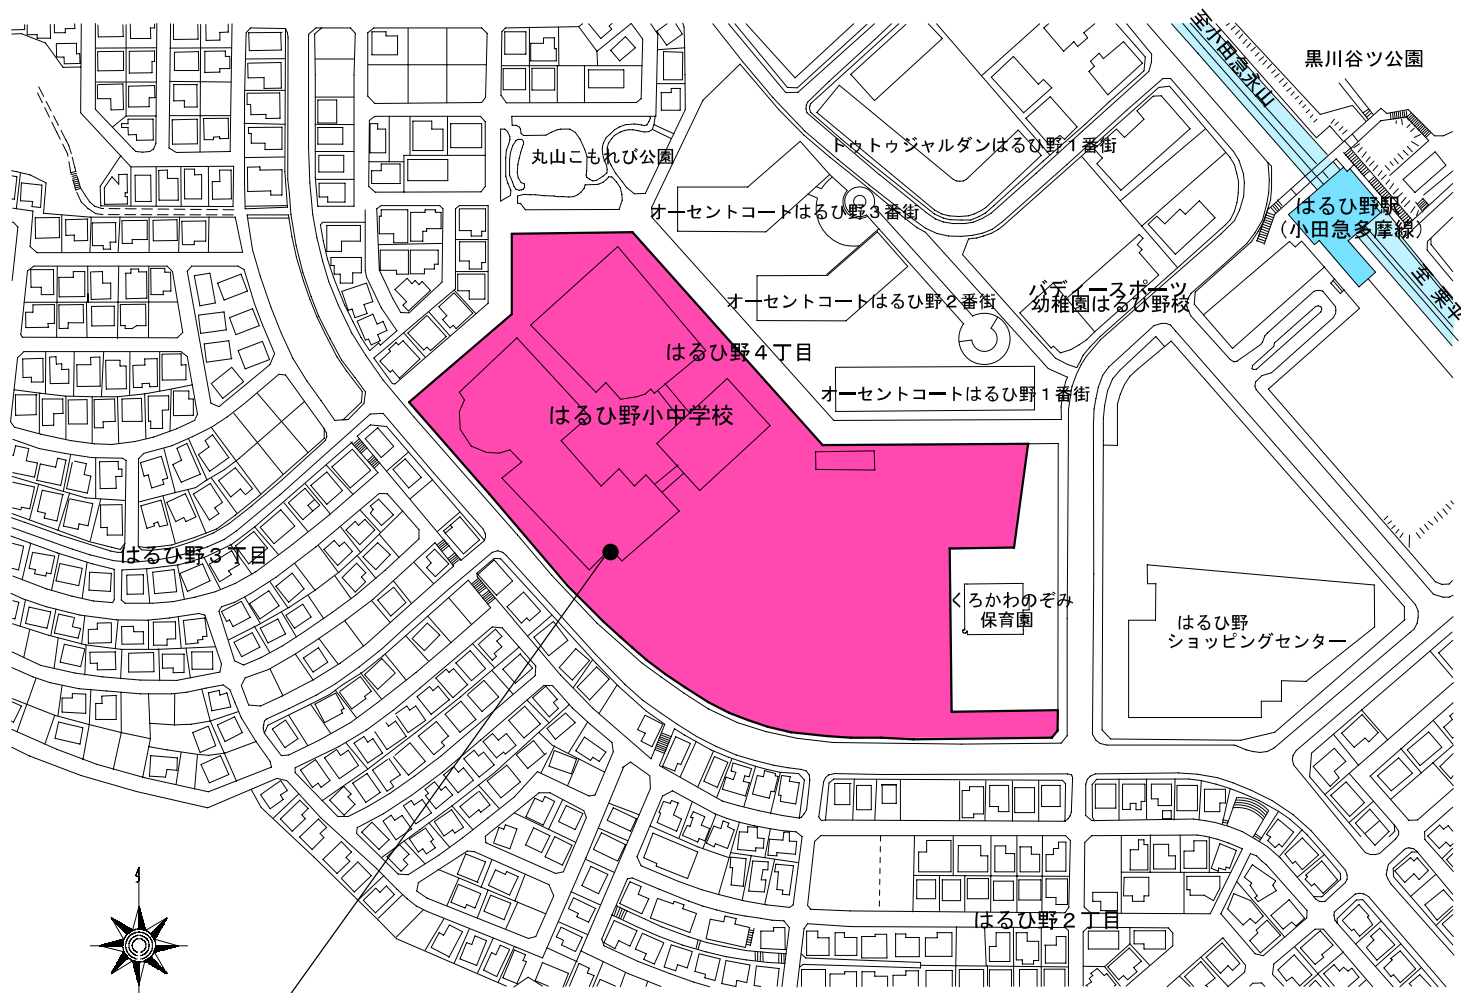 至小田急永山
黒川谷ツ公園
トゥトゥジャルダンはるひ野１番街
丸山こもれび公園
オーセントコートはるひ野３番街
はるひ野駅
（小田急多摩線）
至 栗平
オーセントコートはるひ野２番街
バディースポーツ
幼稚園はるひ野校
はるひ野４丁目
オーセントコートはるひ野１番街
はるひ野小中学校
はるひ野３丁目
くろかわのぞみ
保育園
はるひ野
ショッピングセンター
はるひ野２丁目